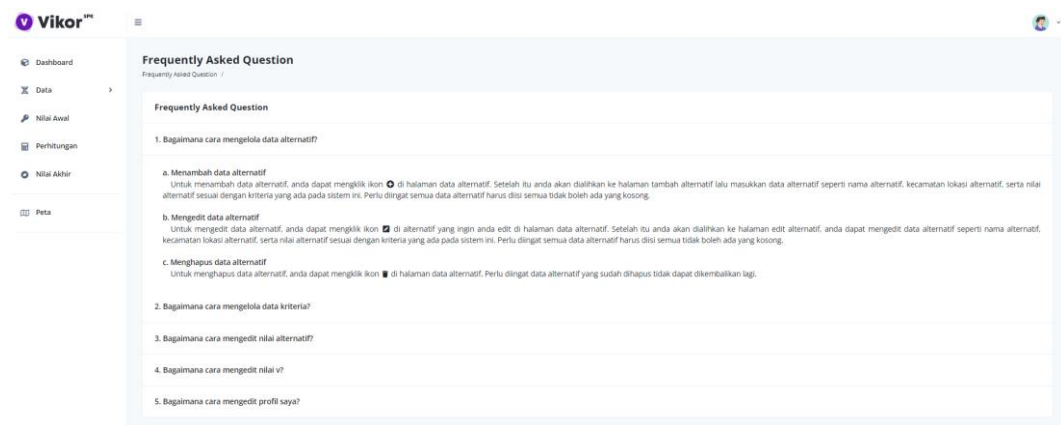 Vikor SPK
Dashboard
Data
Nilai Awal
Perhitungan
Nilai Akhir
Peta
Frequently Asked Question
Frequently Asked Question /
Frequently Asked Question
1. Bagaimana cara mengelola data alternatif?
a. Menambah data alternatif
Untuk menambah data alternatif, anda dapat mengklik ikon di halaman data alternatif. Setelah itu anda akan dialihkan ke halaman tambah alternatif lalu masukkan data alternatif seperti nama alternatif, kecamatan lokasi alternatif, serta nilai
alternatif sesuai dengan kriteria yang ada pada sistem ini. Perlu diingat semua data alternatif harus diisi semua tidak boleh ada yang kosong.
b. Mengedit data alternatif
Untuk mengedit data alternatif, anda dapat mengklik ikon di alternatif yang ingin anda edit di halaman data alternatif. Setelah itu anda akan dialihkan ke halaman edit alternatif, anda dapat mengedit data alternatif seperti nama alternatif,
kecamatan lokasi alternatif, serta nilai alternatif sesuai dengan kriteria yang ada pada sistem ini. Perlu diingat semua data alternatif harus diisi semua tidak boleh ada yang kosong.
c. Menghapus data alternatif
Untuk menghapus data alternatif, anda dapat mengklik ikon di halaman data alternatif. Perlu diingat data alternatif yang sudah dihapus tidak dapat dikembalikan lagi.
2. Bagaimana cara mengelola data kriteria?
3. Bagaimana cara mengedit nilai alternatif?
4. Bagaimana cara mengedit nilai v?
5. Bagaimana cara mengedit profil saya?